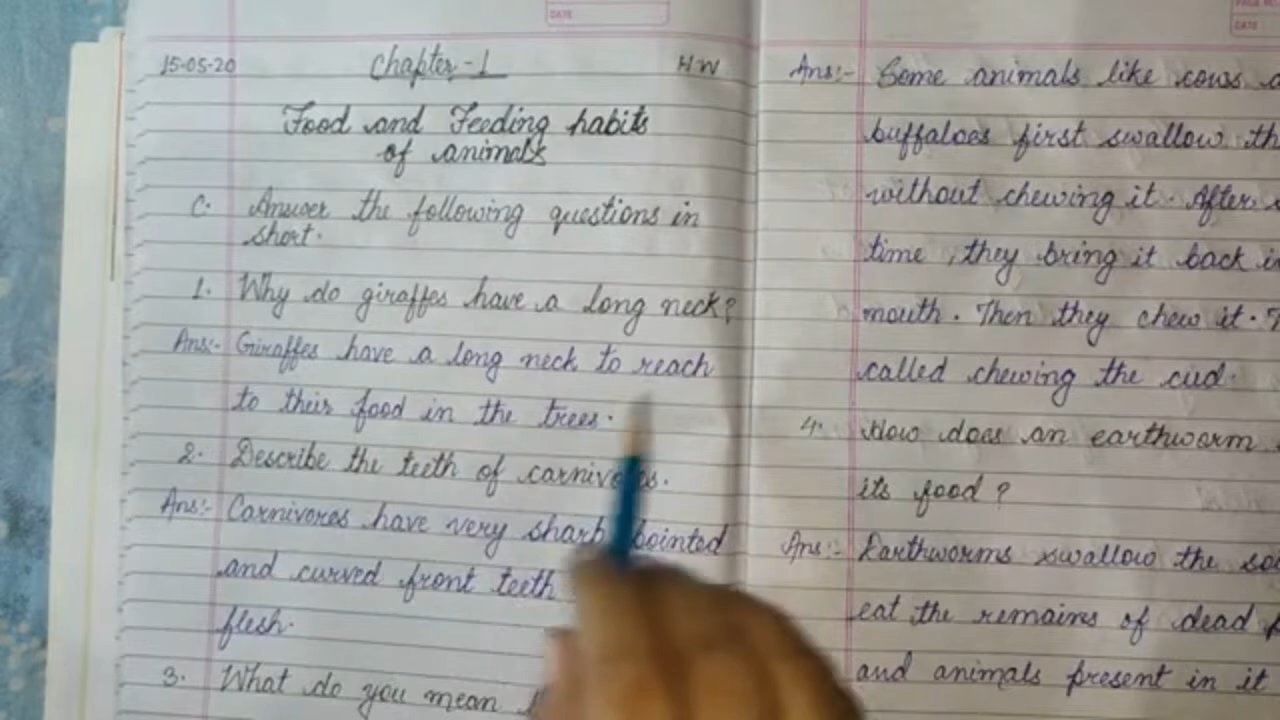 DATE
15-05-20 Chapter-1 HW
Food and Feeding habits
of animals
C. Answer the following questions in
short.
1. Why do giraffes have a long neck?
Ans:- Giraffes have a long neck to reach
to their food in the trees.
2. Describe the teeth of carnivores.
Ans:- Carnivores have very sharp pointed
and curved front teeth
flesh.
3. What do you mean
DATE
Ans:- Some animals like cows
buffaloes first swallow
without chewing it. After
time, they bring it back
mouth. Then they chew it.
called chewing the cud.
4. How does an earthworm
its food?
Ans:- Earthworms swallow the
eat the remains of dead
and animals present in it